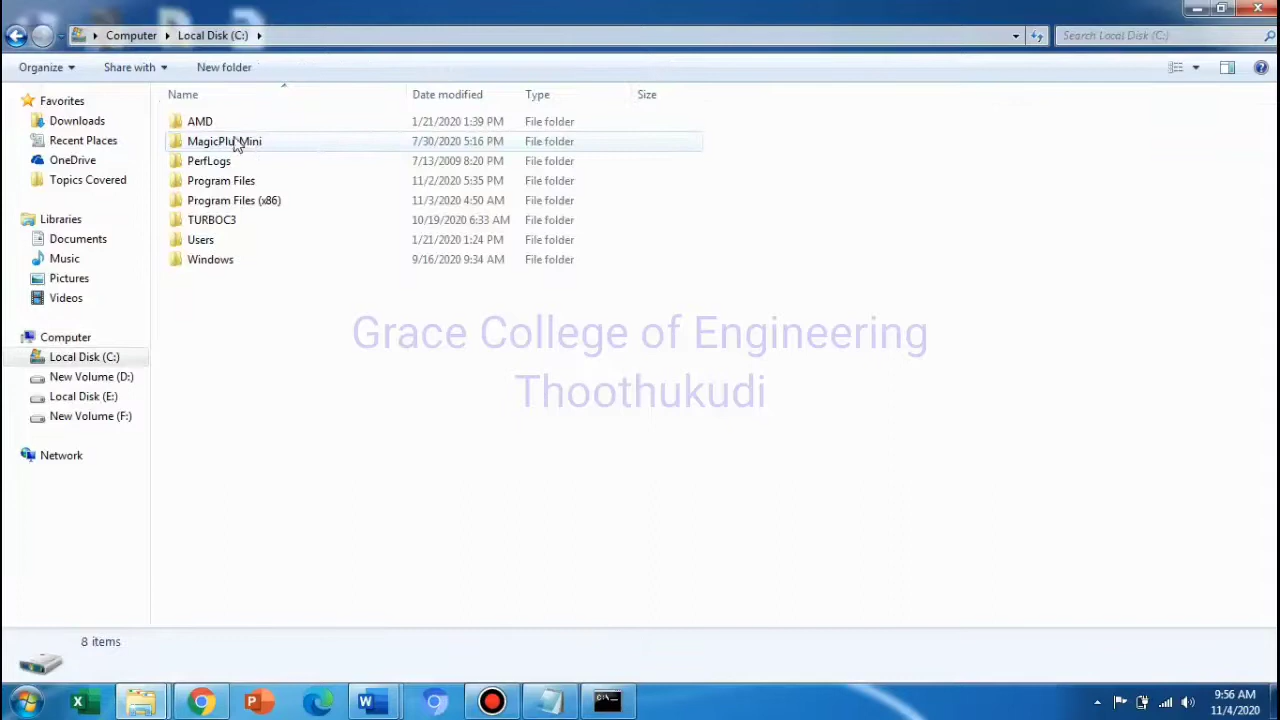 Computer Local Disk (C:)
Search Local Disk (C:)
Organize Share with New folder
Name Date modified Type Size
AMD 1/21/2020 1:39 PM File folder
MagicPlu Mini 7/30/2020 5:16 PM File folder
PerfLogs 7/13/2009 8:20 PM File folder
Program Files 11/2/2020 5:35 PM File folder
Program Files (x86) 11/3/2020 4:50 AM File folder
TURBOC3 10/19/2020 6:33 AM File folder
Users 1/21/2020 1:24 PM File folder
Windows 9/16/2020 9:34 AM File folder
Favorites
Downloads
Recent Places
OneDrive
Topics Covered
Libraries
Documents
Music
Pictures
Videos
Computer
Local Disk (C:)
New Volume (D:)
Local Disk (E:)
New Volume (F:)
Network
Grace College of Engineering
Thoothukudi
8 items
9:56 AM
11/4/2020